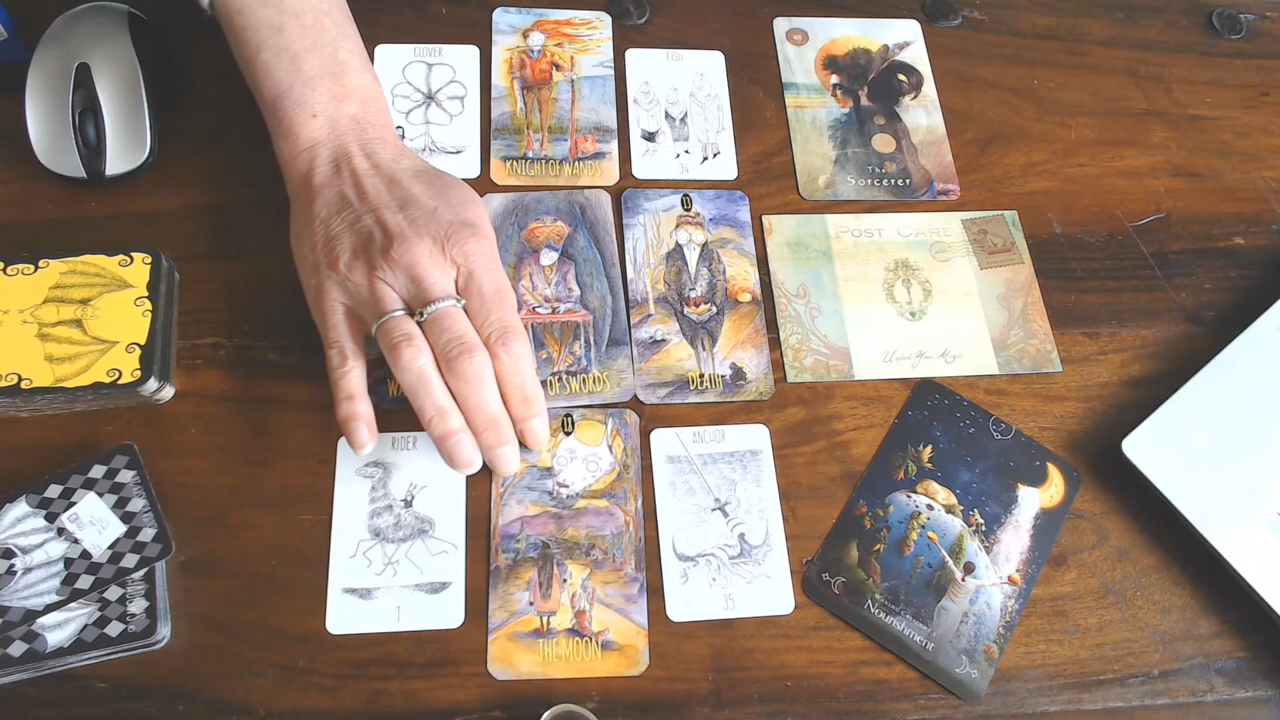 CLOVER
KNIGHT OF WANDS
FISH
34
The
Sorcerer
POST CARD
Unlock Your Magic
13
DEATH
OF SWORDS
RIDER
1
18
THE MOON
ANCHOR
35
Nourishment